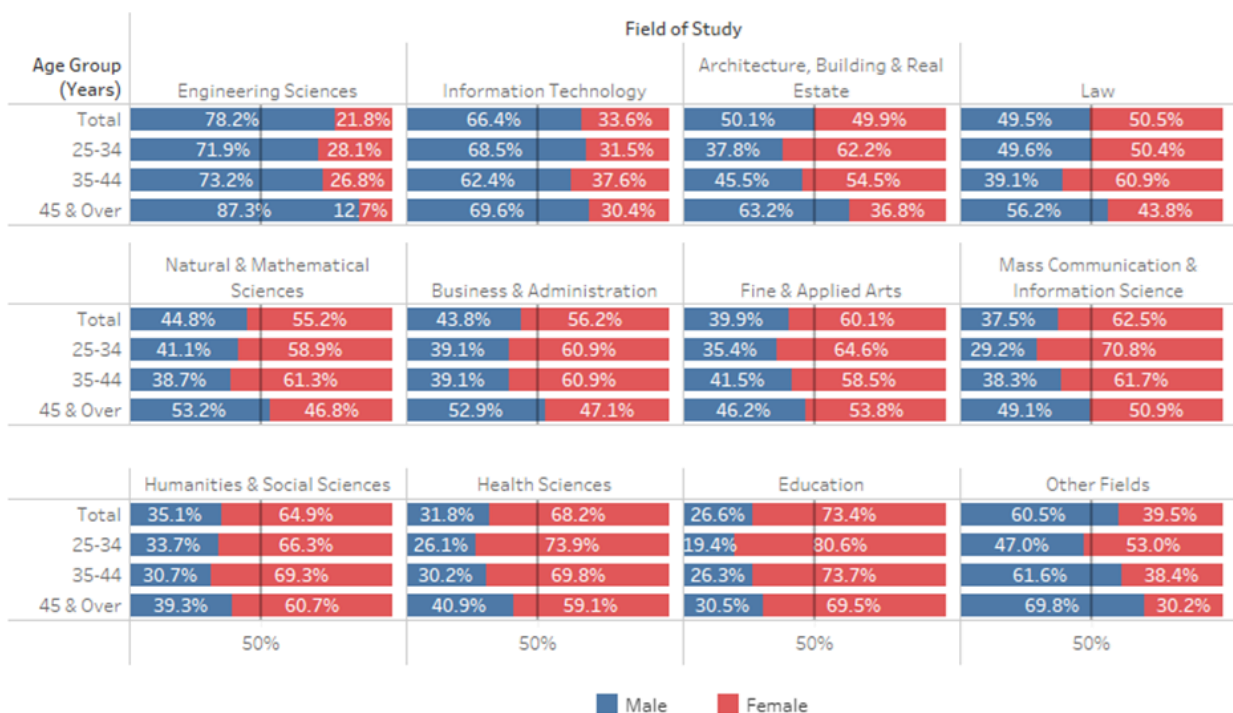 Field of Study
Age Group
(Years)
Engineering Sciences
Information Technology
Architecture, Building & Real
Estate
Law
Total 78.2% 21.8% 66.4% 33.6% 50.1% 49.9% 49.5% 50.5%
25-34 71.9% 28.1% 68.5% 31.5% 37.8% 62.2% 49.6% 50.4%
35-44 73.2% 26.8% 62.4% 37.6% 45.5% 54.5% 39.1% 60.9%
45 & Over 87.3% 12.7% 69.6% 30.4% 63.2% 36.8% 56.2% 43.8%
Natural & Mathematical
Sciences
Business & Administration
Fine & Applied Arts
Mass Communication &
Information Science
Total 44.8% 55.2% 43.8% 56.2% 39.9% 60.1% 37.5% 62.5%
25-34 41.1% 58.9% 39.1% 60.9% 35.4% 64.6% 29.2% 70.8%
35-44 38.7% 61.3% 39.1% 60.9% 41.5% 58.5% 38.3% 61.7%
45 & Over 53.2% 46.8% 52.9% 47.1% 46.2% 53.8% 49.1% 50.9%
Humanities & Social Sciences
Health Sciences
Education
Other Fields
Total 35.1% 64.9% 31.8% 68.2% 26.6% 73.4% 60.5% 39.5%
25-34 33.7% 66.3% 26.1% 73.9% 19.4% 80.6% 47.0% 53.0%
35-44 30.7% 69.3% 30.2% 69.8% 26.3% 73.7% 61.6% 38.4%
45 & Over 39.3% 60.7% 40.9% 59.1% 30.5% 69.5% 69.8% 30.2%
50% 50% 50% 50%
Male Female